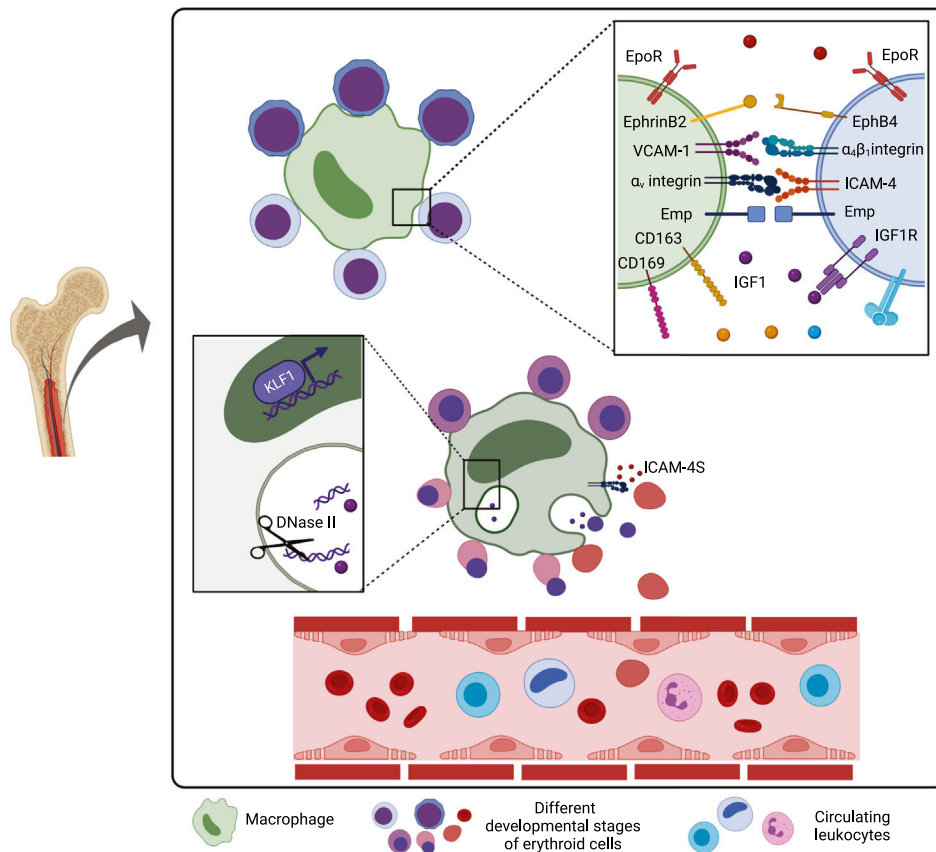 EpoR
EpoR
EphrinB2
EphB4
VCAM-1
α₄β₁integrin
αᵥ integrin
ICAM-4
Emp
Emp
CD163
IGF1R
CD169
IGF1
KLF1
DNase II
ICAM-4S
Macrophage
Different
developmental stages
of erythroid cells
Circulating
leukocytes